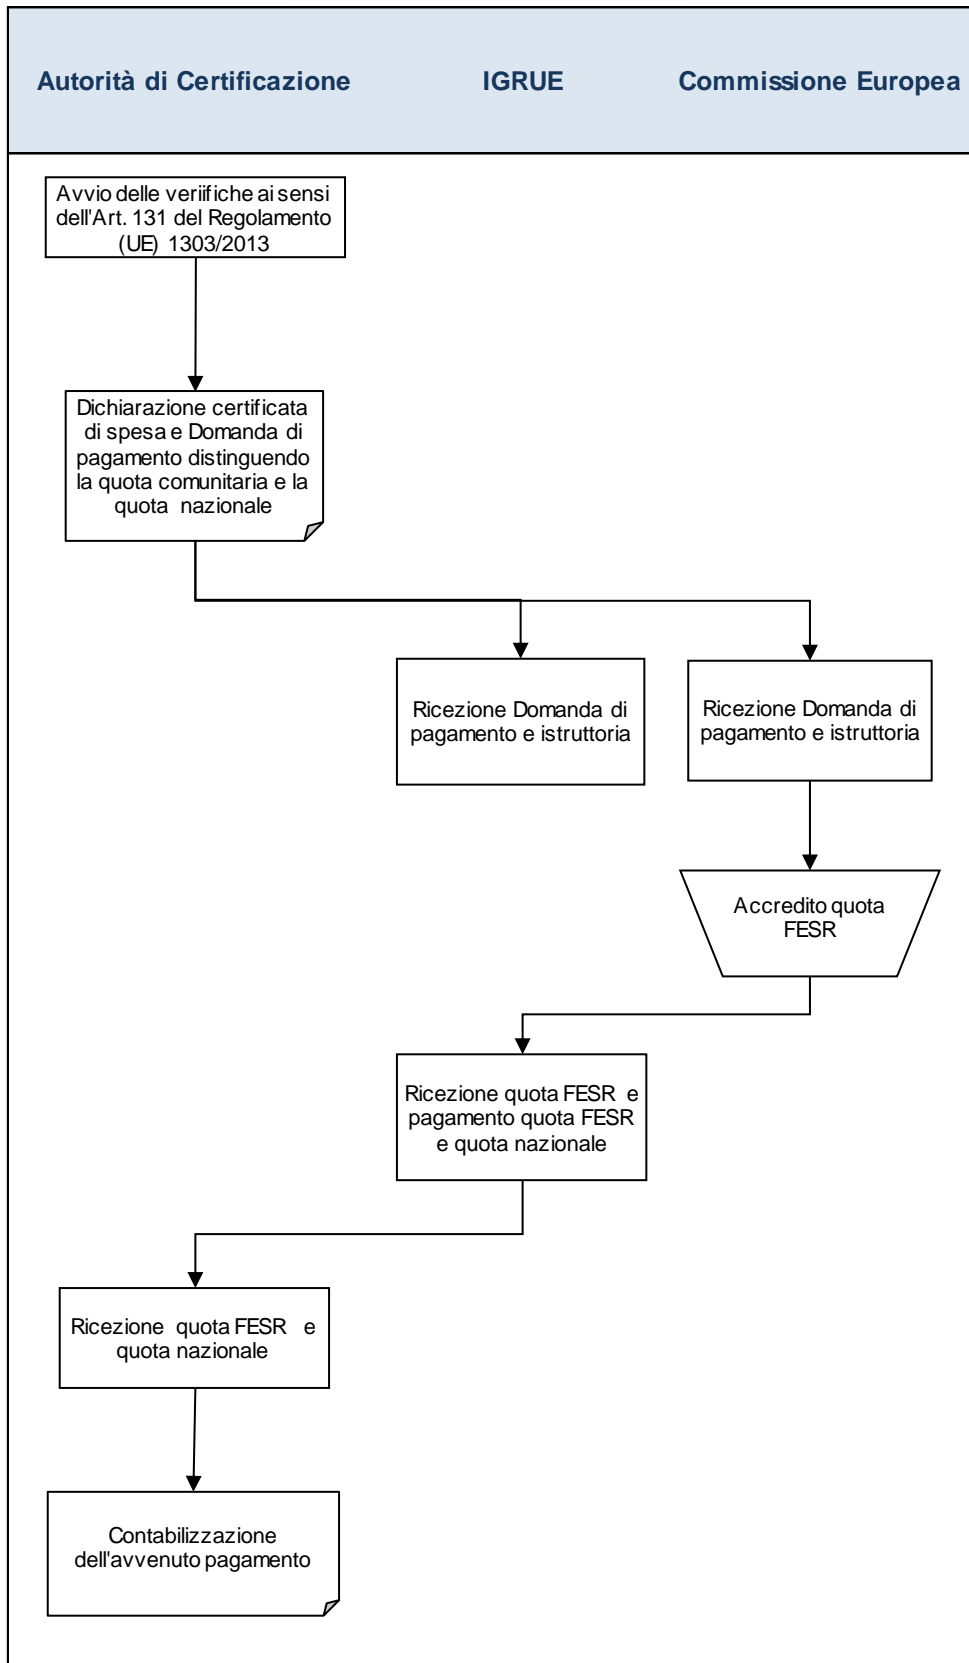 Autorità di Certificazione
IGRUE
Commissione Europea
Avvio delle veriifiche ai sensi
dell'Art. 131 del Regolamento
(UE) 1303/2013
Dichiarazione certificata
di spesa e Domanda di
pagamento distinguendo
la quota comunitaria e la
quota nazionale
Ricezione Domanda di
pagamento e istruttoria
Ricezione Domanda di
pagamento e istruttoria
Accredito quota
FESR
Ricezione quota FESR e
pagamento quota FESR
e quota nazionale
Ricezione quota FESR e
quota nazionale
Contabilizzazione
dell'avvenuto pagamento